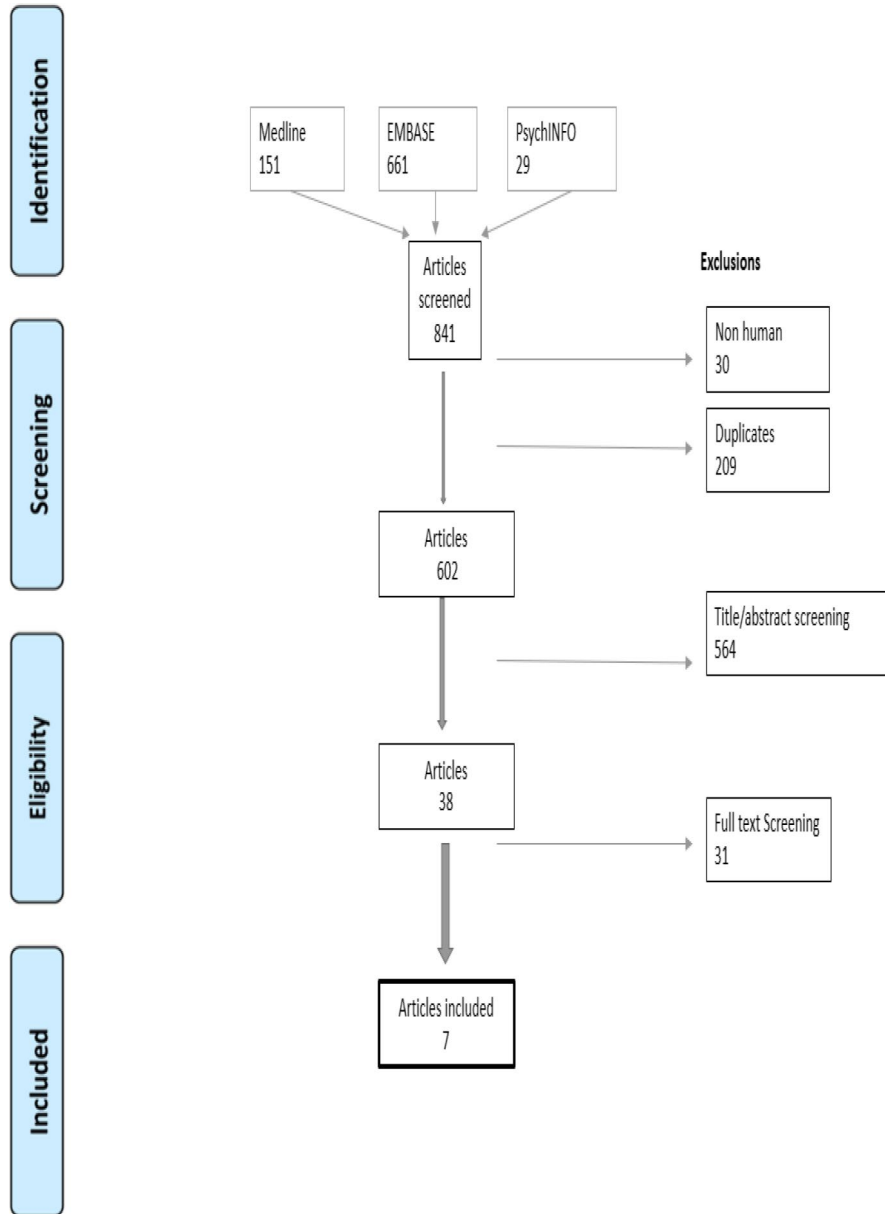 Identification
Medline
151
EMBASE
661
PsychINFO
29
Articles
screened
841
Exclusions
Non human
30
Duplicates
209
Screening
Articles
602
Title/abstract screening
564
Eligibility
Articles
38
Full text Screening
31
Included
Articles included
7